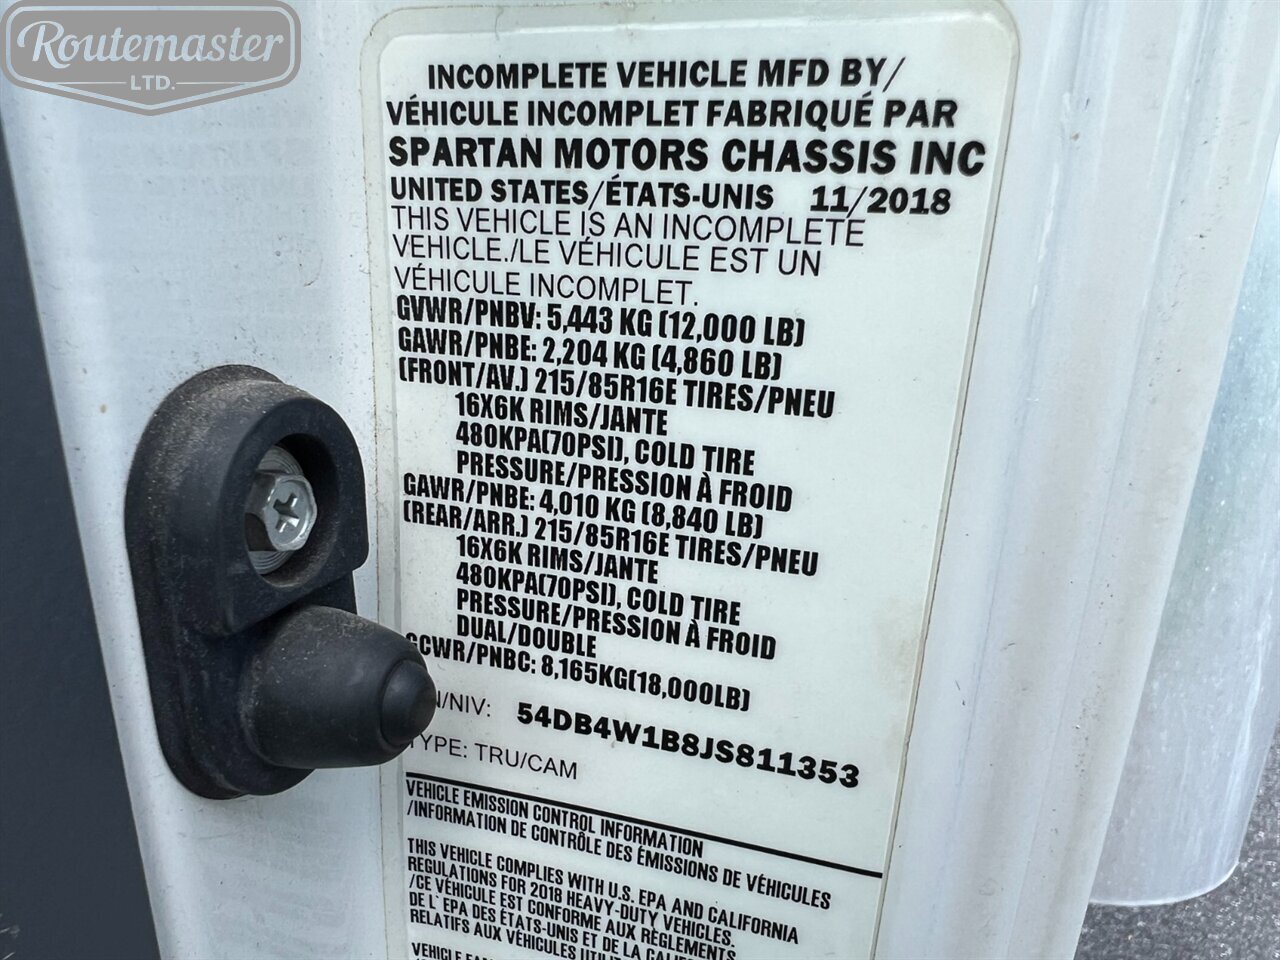 Routemaster
LTD.
INCOMPLETE VEHICLE MFD BY/
VÉHICULE INCOMPLET FABRIQUÉ PAR
SPARTAN MOTORS CHASSIS INC
UNITED STATES/ÉTATS-UNIS 11/2018
THIS VEHICLE IS AN INCOMPLETE
VEHICLE./LE VÉHICULE EST UN
VÉHICULE INCOMPLET.
GVWR/PNBV: 5,443 KG (12,000 LB)
GAWR/PNBE: 2,204 KG (4,860 LB)
(FRONT/AV.) 215/85R16E TIRES/PNEU
16X6K RIMS/JANTE
480KPA(70PSI), COLD TIRE
PRESSURE/PRESSION À FROID
GAWR/PNBE: 4,010 KG (8,840 LB)
(REAR/ARR.) 215/85R16E TIRES/PNEU
16X6K RIMS/JANTE
480KPA(70PSI), COLD TIRE
PRESSURE/PRESSION À FROID
DUAL/DOUBLE
GCWR/PNBC: 8,165KG(18,000LB)
N/NIV: 54DB4W1B8JS811353
TYPE: TRU/CAM
VEHICLE EMISSION CONTROL INFORMATION
/INFORMATION DE CONTRÔLE DES ÉMISSIONS DE VÉHICULES
THIS VEHICLE COMPLIES WITH U.S. EPA AND CALIFORNIA
REGULATIONS FOR 2018 HEAVY-DUTY VEHICLES.
/CE VÉHICULE EST CONFORME AUX RÈGLEMENTS
DE L' EPA DES ÉTATS-UNIS ET DE LA
RELATIFS AUX VÉHICULES
VEHICLE